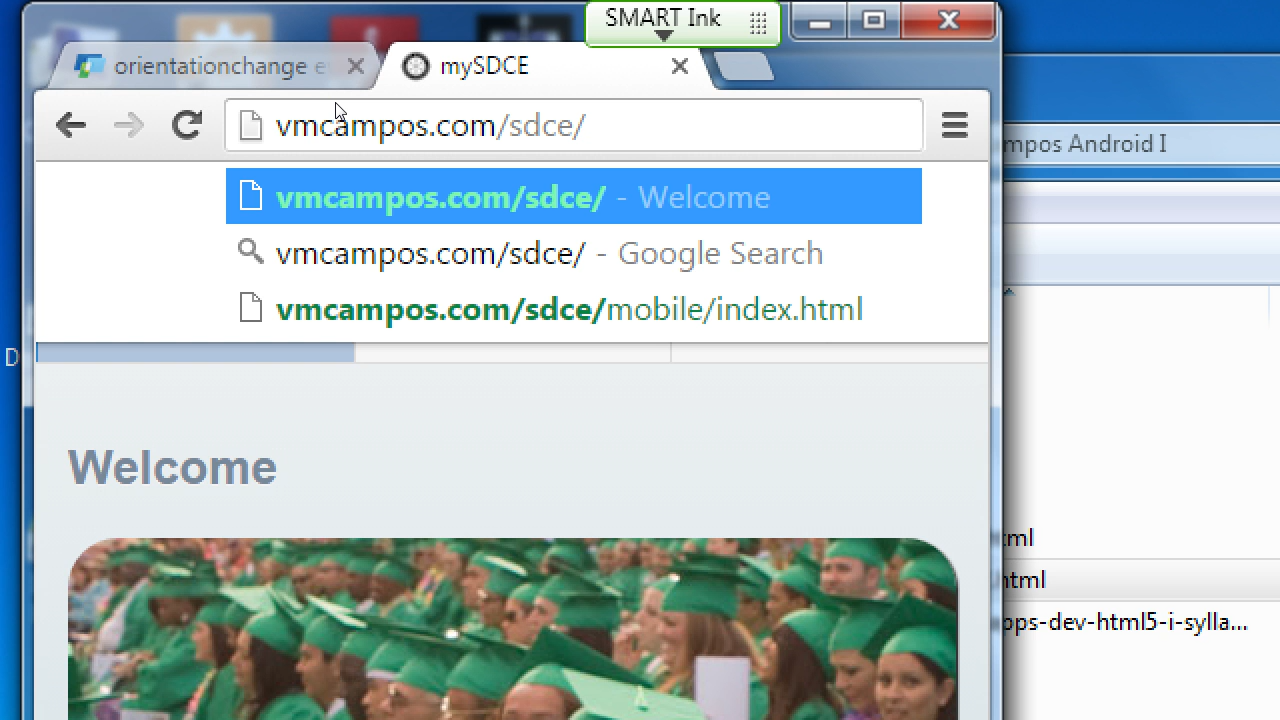 SMART Ink
orientationchange e
mySDCE
vmcampos.com/sdce/
mpos Android I
vmcampos.com/sdce/ - Welcome
vmcampos.com/sdce/ - Google Search
vmcampos.com/sdce/mobile/index.html
D
Welcome
tml
html
ops-dev-html5-i-sylla...